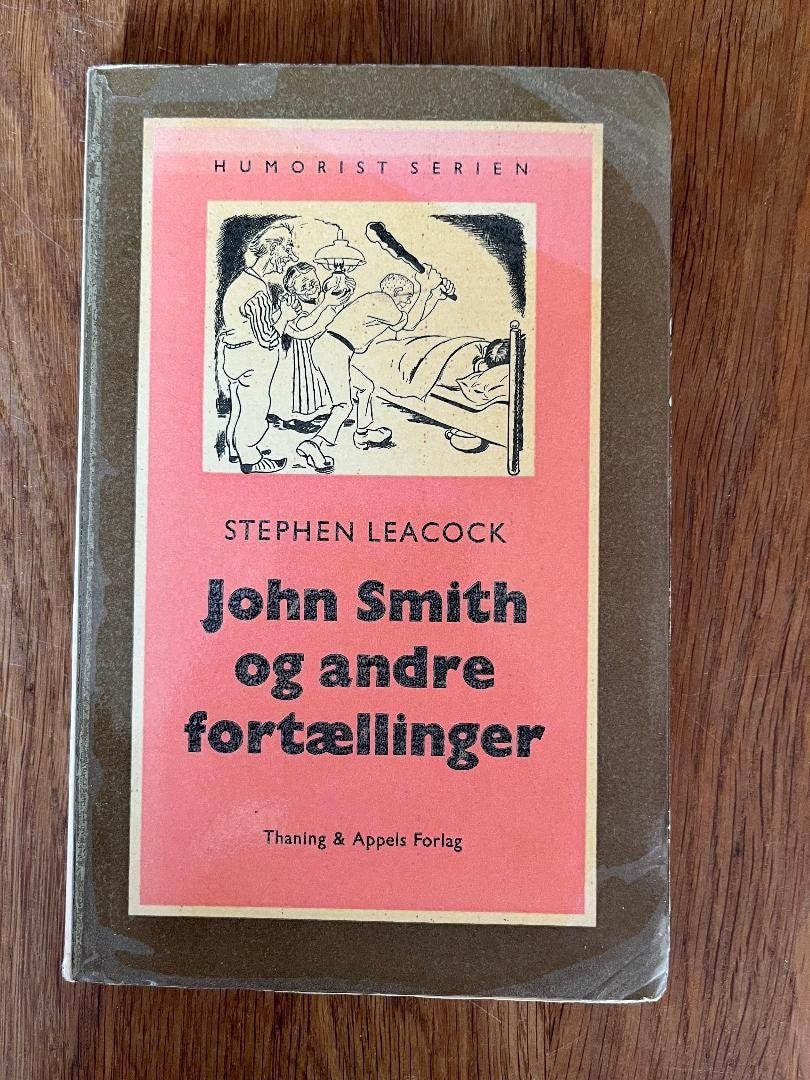 HUMORIST SERIEN
STEPHEN LEACOCK
John Smith
og andre
fortællinger
Thaning & Appels Forlag